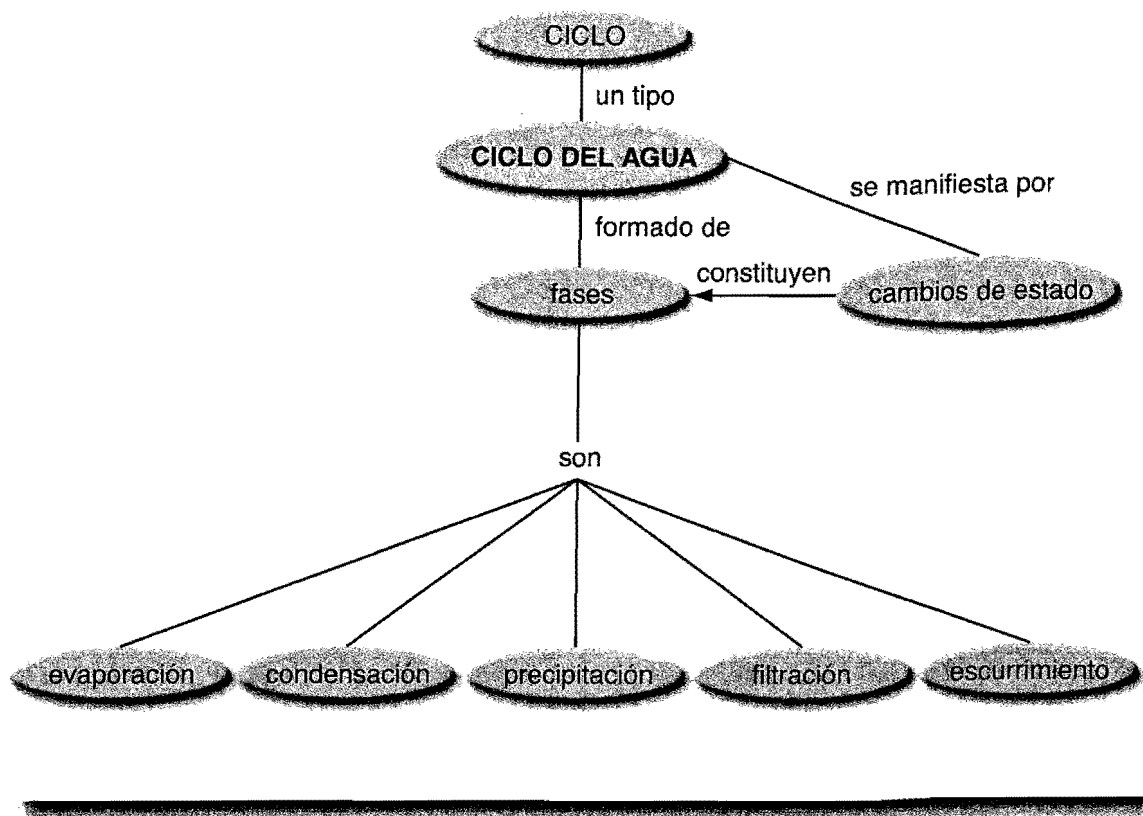 CICLO
un tipo
CICLO DEL AGUA
se manifiesta por
formado de
constituyen
fases
cambios de estado
son
evaporación
condensación
precipitación
filtración
escurrimiento